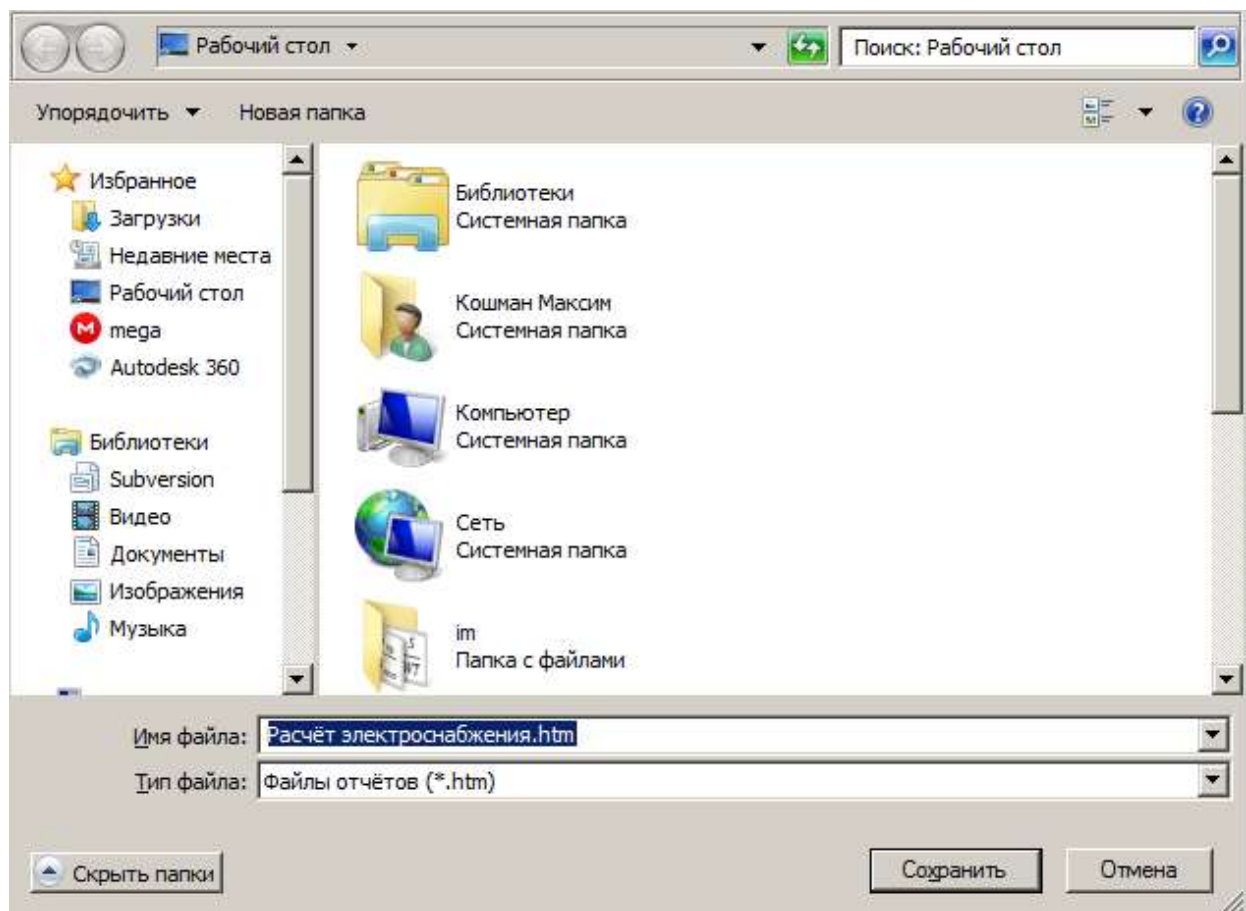 Рабочий стол
Поиск: Рабочий стол
Упорядочить
Новая папка
Избранное
Загрузки
Недавние места
Рабочий стол
mega
Autodesk 360
Библиотеки
Subversion
Видео
Документы
Изображения
Музыка
Библиотеки
Системная папка
Кошман Максим
Системная папка
Компьютер
Системная папка
Сеть
Системная папка
im
Папка с файлами
Имя файла: Расчёт электроснабжения.htm
Тип файла: Файлы отчётов (*.htm)
Скрыть папки
Сохранить
Отмена